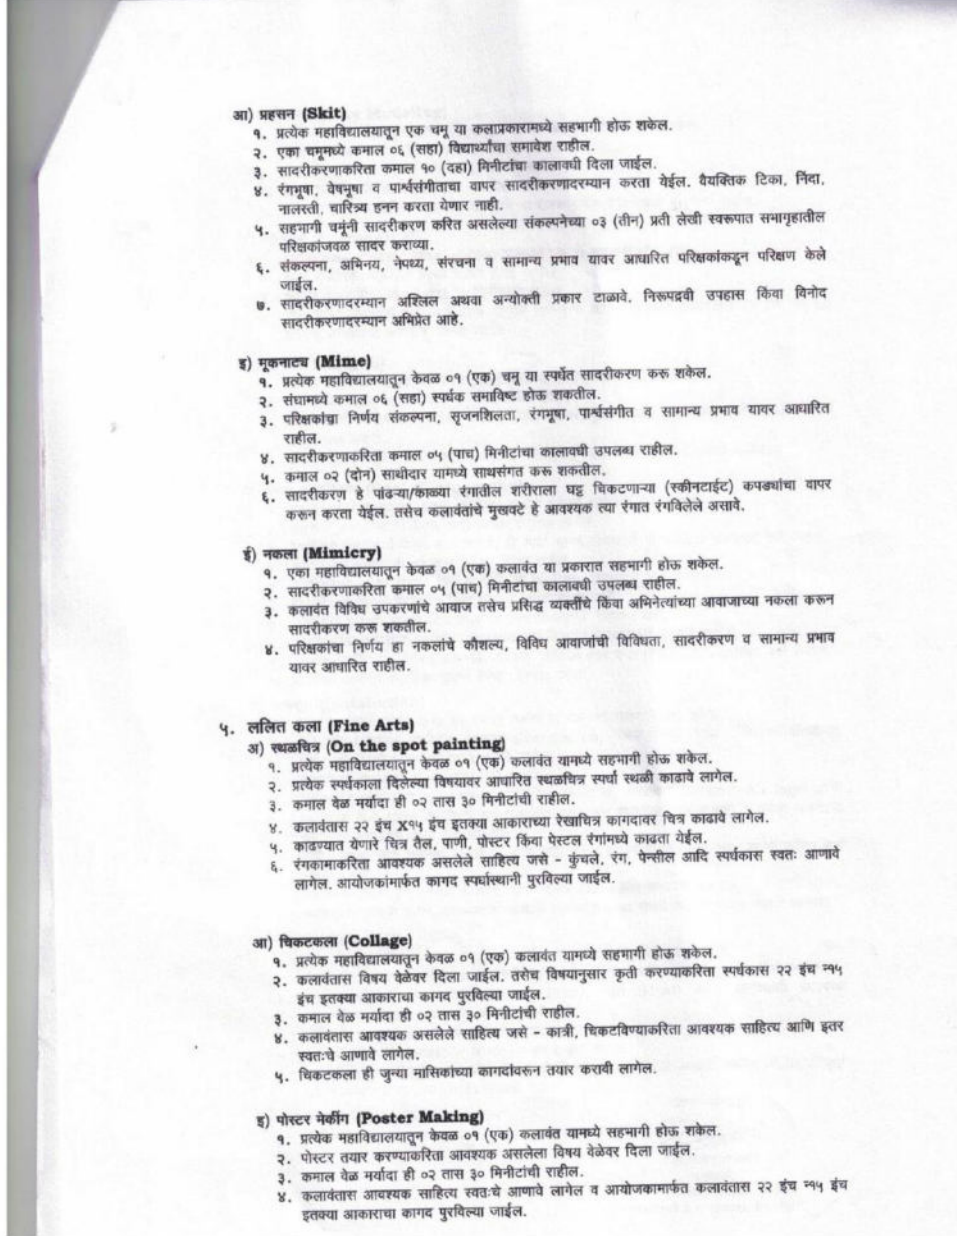 आ) प्रहसन (Skit)
१. प्रत्येक महाविद्यालयातून एक चमू या कलाप्रकारामध्ये सहभागी होऊ शकेल.
२. एका चमूमध्ये कमाल ०६ (सहा) विद्यार्थ्यांचा समावेश राहील.
३. सादरीकरणाकरिता कमाल १० (दहा) मिनीटांचा कालावधी दिला जाईल.
४. रंगभूषा, वेषभूषा व पार्श्वसंगीताचा वापर सादरीकरणादरम्यान करता येईल. वैयक्तिक टिका, निंदा,
नालस्ती, चारित्र्य हनन करता येणार नाही.
५. सहभागी चमूंनी सादरीकरण करित असलेल्या संकल्पनेच्या ०३ (तीन) प्रती लेखी स्वरूपात सभागृहातील
परिक्षकांजवळ सादर कराव्या.
६. संकल्पना, अभिनय, नेपथ्य, संरचना व सामान्य प्रभाव यावर आधारित परिक्षकांकडून परिक्षण केले
जाईल.
७. सादरीकरणादरम्यान अश्लिल अथवा अन्योक्ती प्रकार टाळावे. निरूपद्रवी उपहास किंवा विनोद
सादरीकरणादरम्यान अभिप्रेत आहे.
इ) मूकनाट्य (Mime)
१. प्रत्येक महाविद्यालयातून केवळ ०१ (एक) चमू या स्पर्धेत सादरीकरण करू शकेल.
२. संघामध्ये कमाल ०६ (सहा) स्पर्धक समाविष्ट होऊ शकतील.
३. परिक्षकांचा निर्णय संकल्पना, सृजनशिलता, रंगभूषा, पार्श्वसंगीत व सामान्य प्रभाव यावर आधारित
राहील.
४. सादरीकरणाकरिता कमाल ०५ (पाच) मिनीटांचा कालावधी उपलब्ध राहील.
५. कमाल ०२ (दोन) साथीदार यामध्ये साथसंगत करू शकतील.
६. सादरीकरण हे पांढऱ्या/काळ्या रंगातील शरीराला घट्ट चिकटणाऱ्या (स्कीनटाईट) कपड्यांचा वापर
करून करता येईल. तसेच कलावंतांचे मुखवटे हे आवश्यक त्या रंगात रंगविलेले असावे.
ई) नकला (Mimicry)
१. एका महाविद्यालयातून केवळ ०१ (एक) कलावंत या प्रकारात सहभागी होऊ शकेल.
२. सादरीकरणाकरिता कमाल ०५ (पाच) मिनीटांचा कालावधी उपलब्ध राहील.
३. कलावंत विविध उपकरणांचे आवाज तसेच प्रसिद्ध व्यक्तींचे किंवा अभिनेत्यांच्या आवाजाच्या नकला करून
सादरीकरण करू शकतील.
४. परिक्षकांचा निर्णय हा नकलांचे कौशल्य, विविध आवाजांची विविधता, सादरीकरण व सामान्य प्रभाव
यावर आधारित राहील.
५. ललित कला (Fine Arts)
अ) स्थळचित्र (On the spot painting)
१. प्रत्येक महाविद्यालयातून केवळ ०१ (एक) कलावंत यामध्ये सहभागी होऊ शकेल.
२. प्रत्येक स्पर्धकाला दिलेल्या विषयावर आधारित स्थळचित्र स्पर्धा स्थळी काढावे लागेल.
३. कमाल वेळ मर्यादा ही ०२ तास ३० मिनीटांची राहील.
४. कलावंतास २२ इंच X१५ इंच इतक्या आकाराच्या रेखाचित्र कागदावर चित्र काढावे लागेल.
५. काढण्यात येणारे चित्र तैल, पाणी, पोस्टर किंवा पेस्टल रंगांमध्ये काढता येईल.
६. रंगकामाकरिता आवश्यक असलेले साहित्य जसे - कुंचले, रंग, पेन्सील आदि स्पर्धकास स्वतः आणावे
लागेल. आयोजकांमार्फत कागद स्पर्धास्थानी पुरविल्या जाईल.
आ) चिकटकला (Collage)
१. प्रत्येक महाविद्यालयातून केवळ ०१ (एक) कलावंत यामध्ये सहभागी होऊ शकेल.
२. कलावंतास विषय वेळेवर दिला जाईल. तसेच विषयानुसार कृती करण्याकरिता स्पर्धकास २२ इंच ॱ१५
इंच इतक्या आकाराचा कागद पुरविल्या जाईल.
३. कमाल वेळ मर्यादा ही ०२ तास ३० मिनीटांची राहील.
४. कलावंतास आवश्यक असलेले साहित्य जसे - कात्री, चिकटविण्याकरिता आवश्यक साहित्य आणि इतर
स्वतःचे आणावे लागेल.
५. चिकटकला ही जुन्या मासिकांच्या कागदांवरून तयार करावी लागेल.
इ) पोस्टर मेकींग (Poster Making)
१. प्रत्येक महाविद्यालयातून केवळ ०१ (एक) कलावंत यामध्ये सहभागी होऊ शकेल.
२. पोस्टर तयार करण्याकरिता आवश्यक असलेला विषय वेळेवर दिला जाईल.
३. कमाल वेळ मर्यादा ही ०२ तास ३० मिनीटांची राहील.
४. कलावंतास आवश्यक साहित्य स्वतःचे आणावे लागेल व आयोजकामार्फत कलावंतास २२ इंच ॱ१५ इंच
इतक्या आकाराचा कागद पुरविल्या जाईल.